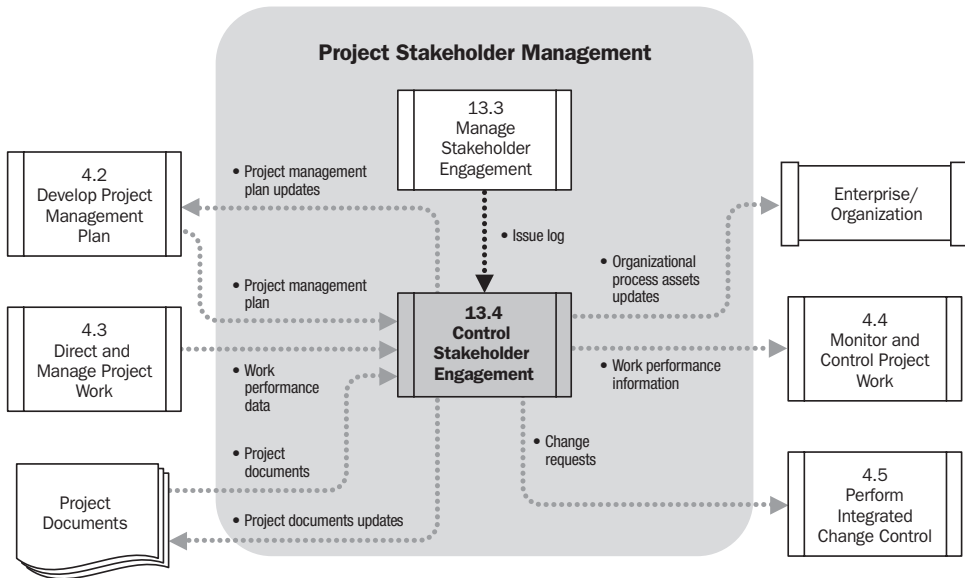 Project Stakeholder Management
13.3
Manage
Stakeholder
Engagement
4.2
Develop Project
Management
Plan
• Project management
plan updates
Enterprise/
Organization
• Issue log
• Organizational
process assets
updates
• Project management
plan
4.3
Direct and
Manage Project
Work
13.4
Control
Stakeholder
Engagement
4.4
Monitor and
Control Project
Work
• Work
performance
data
• Work performance
information
• Project
documents
• Change
requests
Project
Documents
• Project documents updates
4.5
Perform
Integrated
Change Control